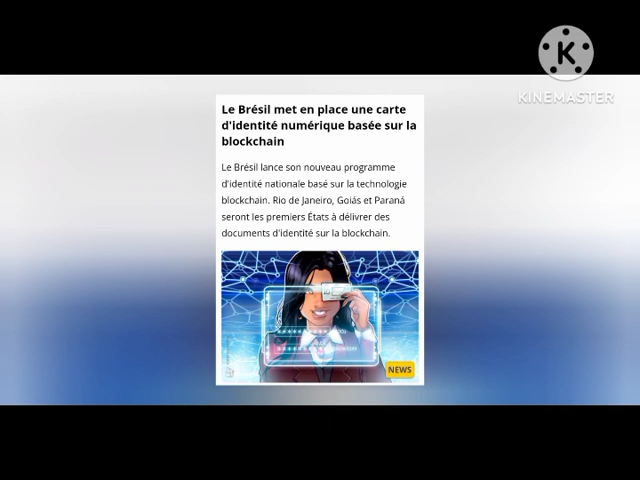 KINEMASTER
Le Brésil met en place une carte
d'identité numérique basée sur la
blockchain
Le Brésil lance son nouveau programme
d'identité nationale basé sur la technologie
blockchain. Rio de Janeiro, Goiás et Paraná
seront les premiers États à délivrer des
documents d'identité sur la blockchain.
NEWS